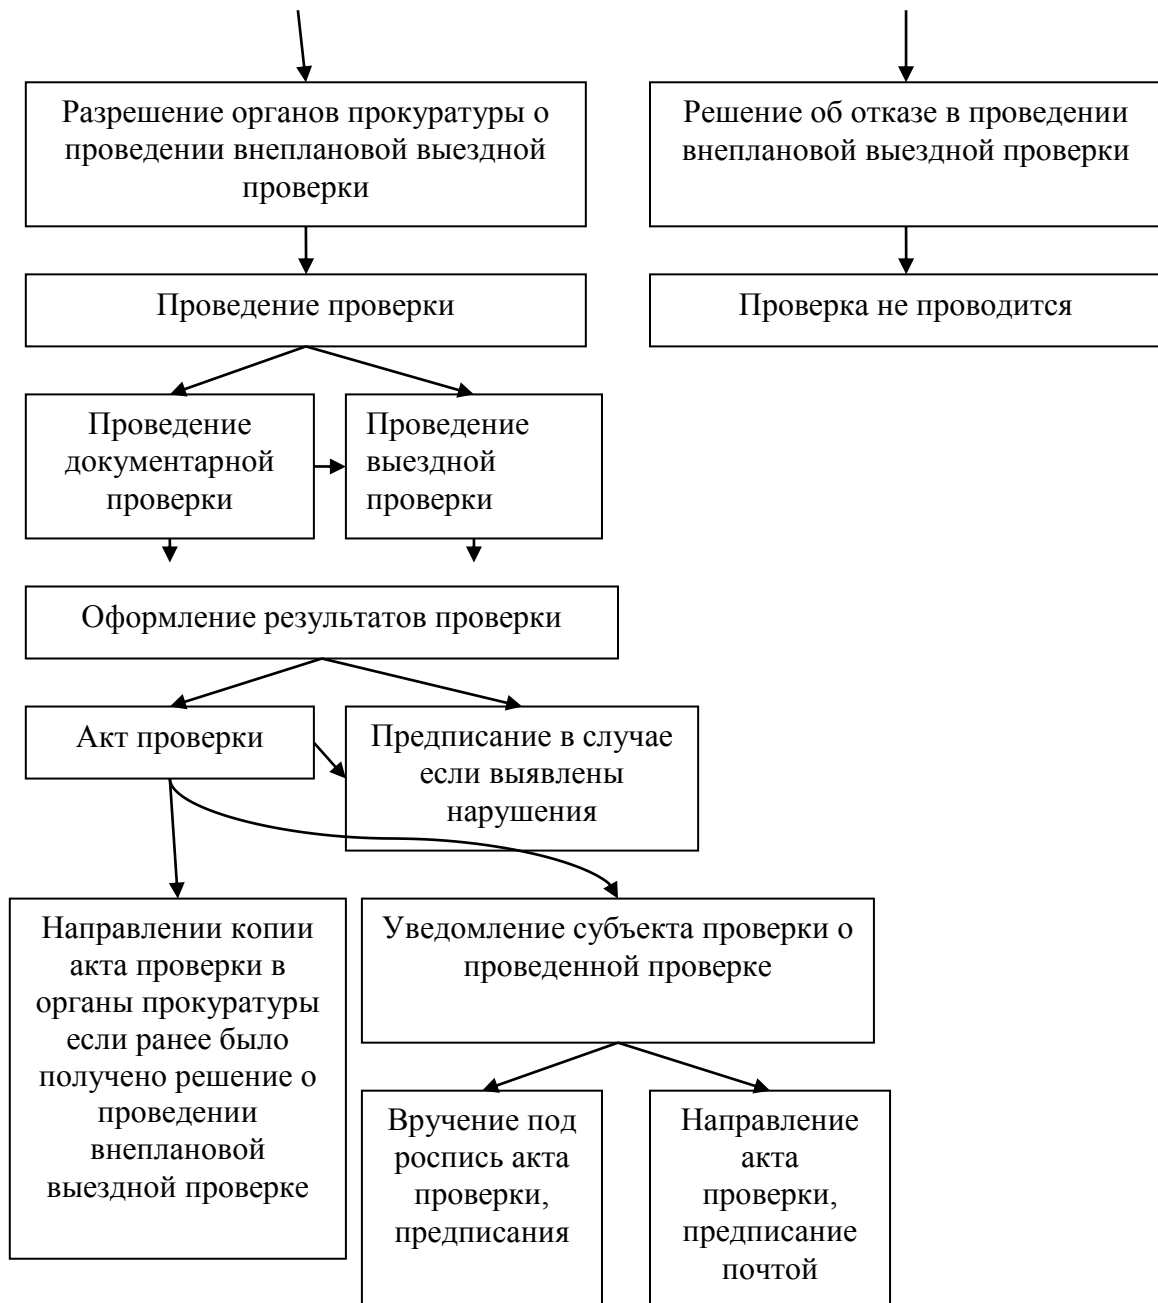 Разрешение органов прокуратуры о
проведении внеплановой выездной
проверки
Решение об отказе в проведении
внеплановой выездной проверки
Проведение проверки
Проверка не проводится
Проведение
документарной
проверки
Проведение
выездной
проверки
Оформление результатов проверки
Акт проверки
Предписание в случае
если выявлены
нарушения
Направлении копии
акта проверки в
органы прокуратуры
если ранее было
получено решение о
проведении
внеплановой
выездной проверке
Уведомление субъекта проверки о
проведенной проверке
Вручение под
роспись акта
проверки,
предписания
Направление
акта
проверки,
предписание
почтой